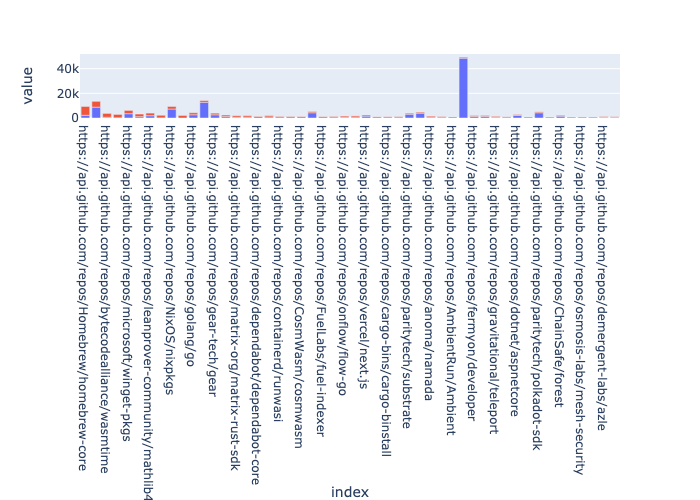 value
40k
20k
0
https://api.github.com/repos/Homebrew/homebrew-core
https://api.github.com/repos/bytecodealliance/wasmtime
https://api.github.com/repos/microsoft/winget-pkgs
https://api.github.com/repos/leanprover-community/mathlib4
https://api.github.com/repos/NixOS/nixpkgs
https://api.github.com/repos/golang/go
https://api.github.com/repos/gear-tech/gear
https://api.github.com/repos/matrix-org/matrix-rust-sdk
https://api.github.com/repos/dependabot/dependabot-core
https://api.github.com/repos/containerd/runwasi
https://api.github.com/repos/CosmWasm/cosmwasm
https://api.github.com/repos/FuelLabs/fuel-indexer
https://api.github.com/repos/onflow/flow-go
https://api.github.com/repos/vercel/next.js
https://api.github.com/repos/cargo-bins/cargo-binstall
https://api.github.com/repos/paritytech/substrate
https://api.github.com/repos/anoma/namada
https://api.github.com/repos/AmbientRun/Ambient
https://api.github.com/repos/fermyon/developer
https://api.github.com/repos/gravitational/teleport
https://api.github.com/repos/dotnet/aspnetcore
https://api.github.com/repos/paritytech/polkadot-sdk
https://api.github.com/repos/ChainSafe/forest
https://api.github.com/repos/osmosis-labs/mesh-security
https://api.github.com/repos/demergent-labs/azle
index